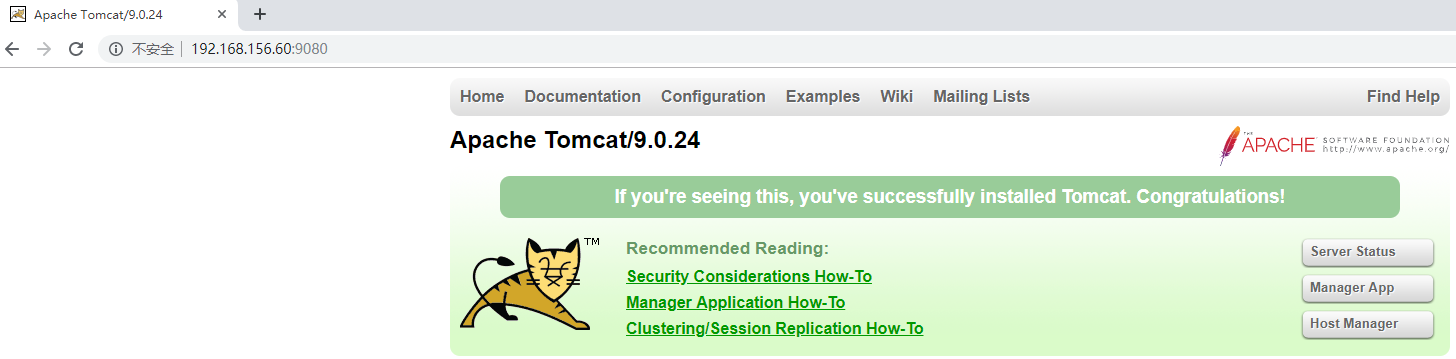 Apache Tomcat/9.0.24
不安全 192.168.156.60:9080
Home Documentation Configuration Examples Wiki Mailing Lists Find Help
Apache Tomcat/9.0.24
THE
APACHE SOFTWARE FOUNDATION
http://www.apache.org/
If you're seeing this, you've successfully installed Tomcat. Congratulations!
TM
Recommended Reading:
Security Considerations How-To
Manager Application How-To
Clustering/Session Replication How-To
Server Status
Manager App
Host Manager